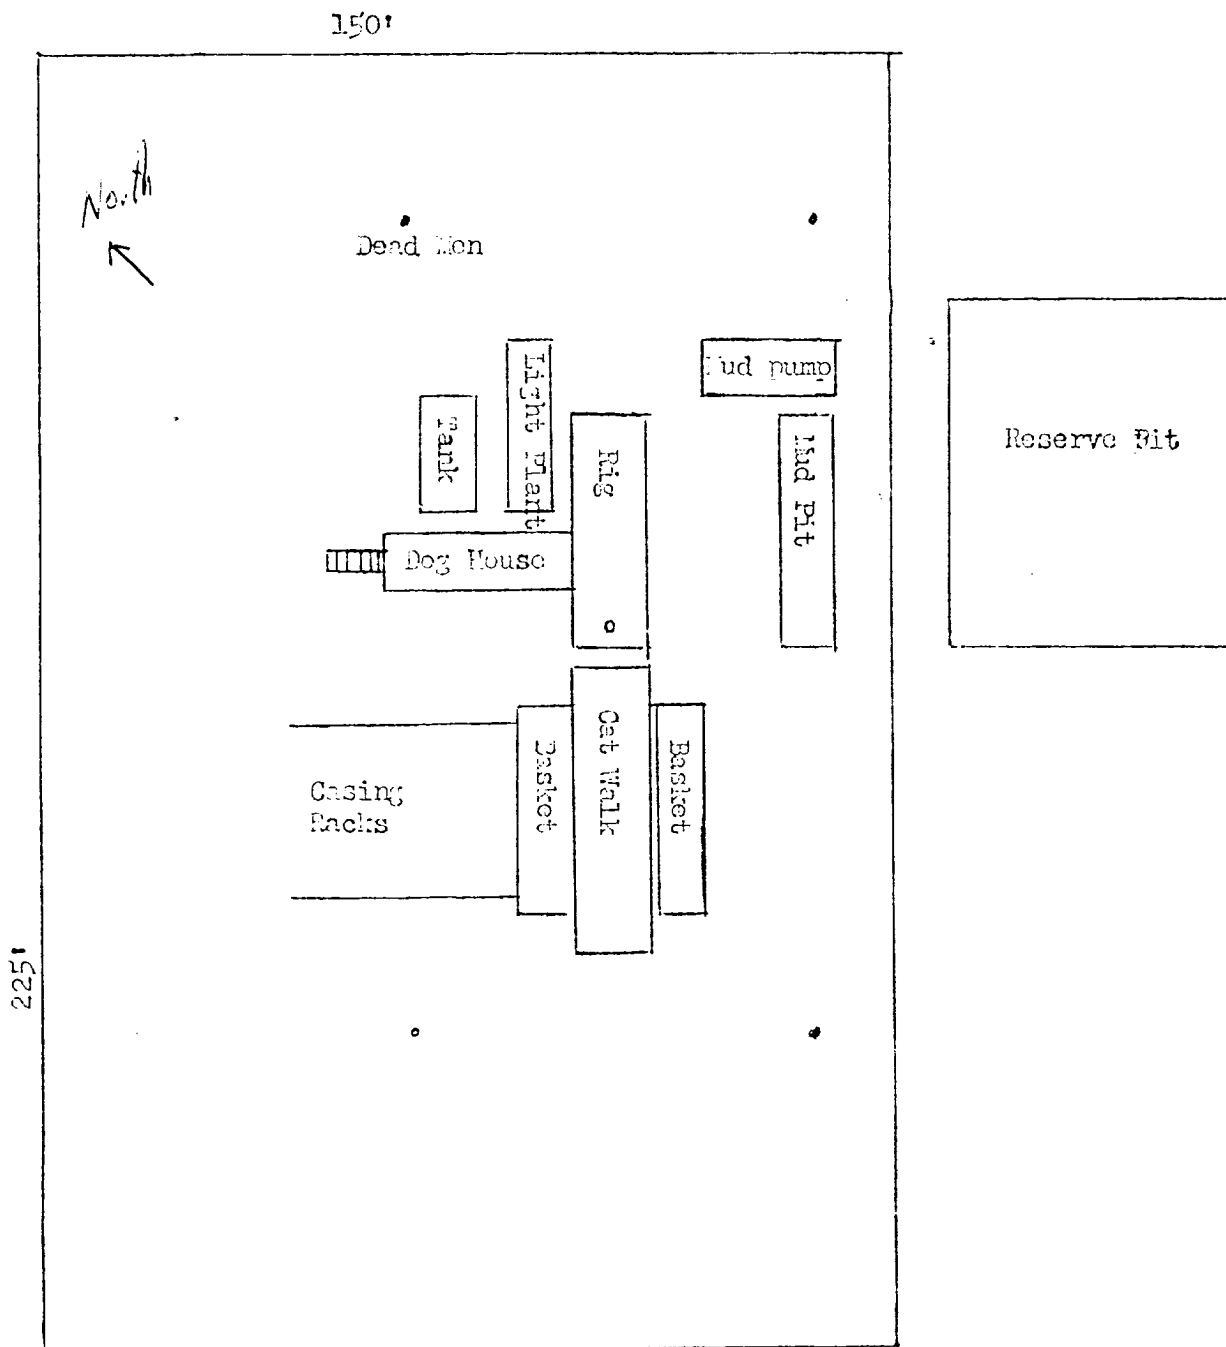 150'
North
Dead Men
Mud pump
Light Plant
Tank
Rig
Mud Pit
Reserve Pit
Dog House
Casing
Racks
Basket
Cat Walk
Basket
225'